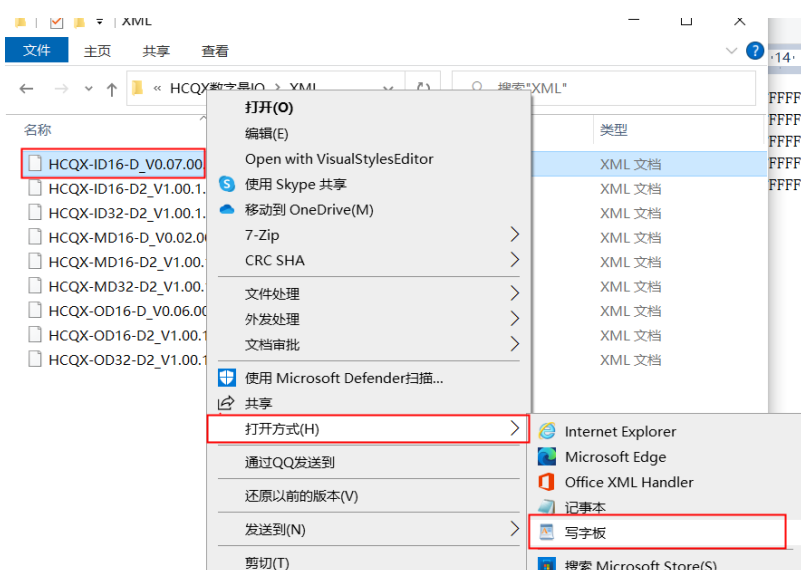 XML
文件 主页 共享 查看
·14·
« HCQX数字量IO › XML 搜索"XML"
名称 类型
HCQX-ID16-D_V0.07.00. XML 文档
HCQX-ID16-D2_V1.00.1. XML 文档
HCQX-ID32-D2_V1.00.1. XML 文档
HCQX-MD16-D_V0.02.0 XML 文档
HCQX-MD16-D2_V1.00. XML 文档
HCQX-MD32-D2_V1.00. XML 文档
HCQX-OD16-D_V0.06.00 XML 文档
HCQX-OD16-D2_V1.00.1 XML 文档
HCQX-OD32-D2_V1.00.1 XML 文档
打开(O)
编辑(E)
Open with VisualStylesEditor
使用 Skype 共享
移动到 OneDrive(M)
7-Zip
CRC SHA
文件处理
外发处理
文档审批
使用 Microsoft Defender扫描...
共享
打开方式(H)
通过QQ发送到
还原以前的版本(V)
发送到(N)
剪切(T)
Internet Explorer
Microsoft Edge
Office XML Handler
记事本
写字板
搜索 Microsoft Store(S)
FFFF
FFFF
FFFF
FFFF
FFFF